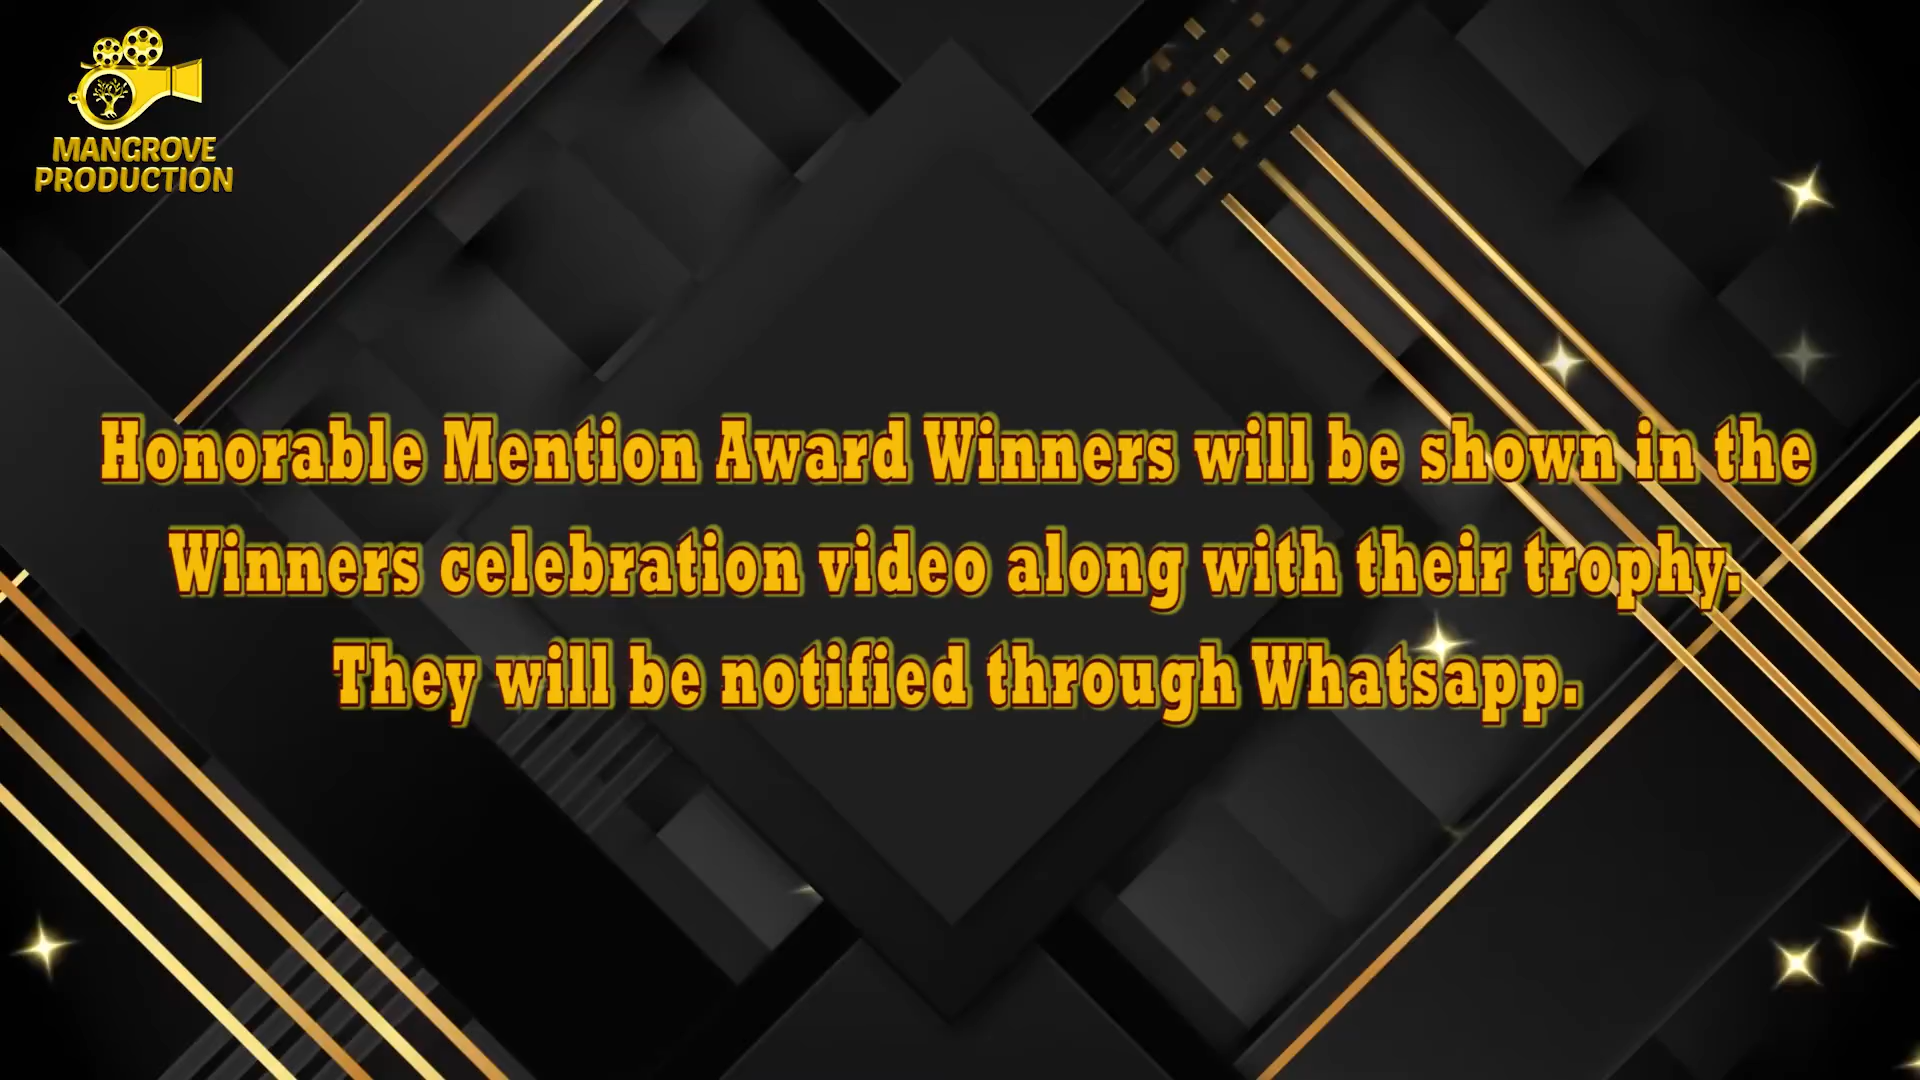 MANGROVE
PRODUCTION
Honorable Mention Award Winners will be shown in the
Winners celebration video along with their trophy.
They will be notified through Whatsapp.